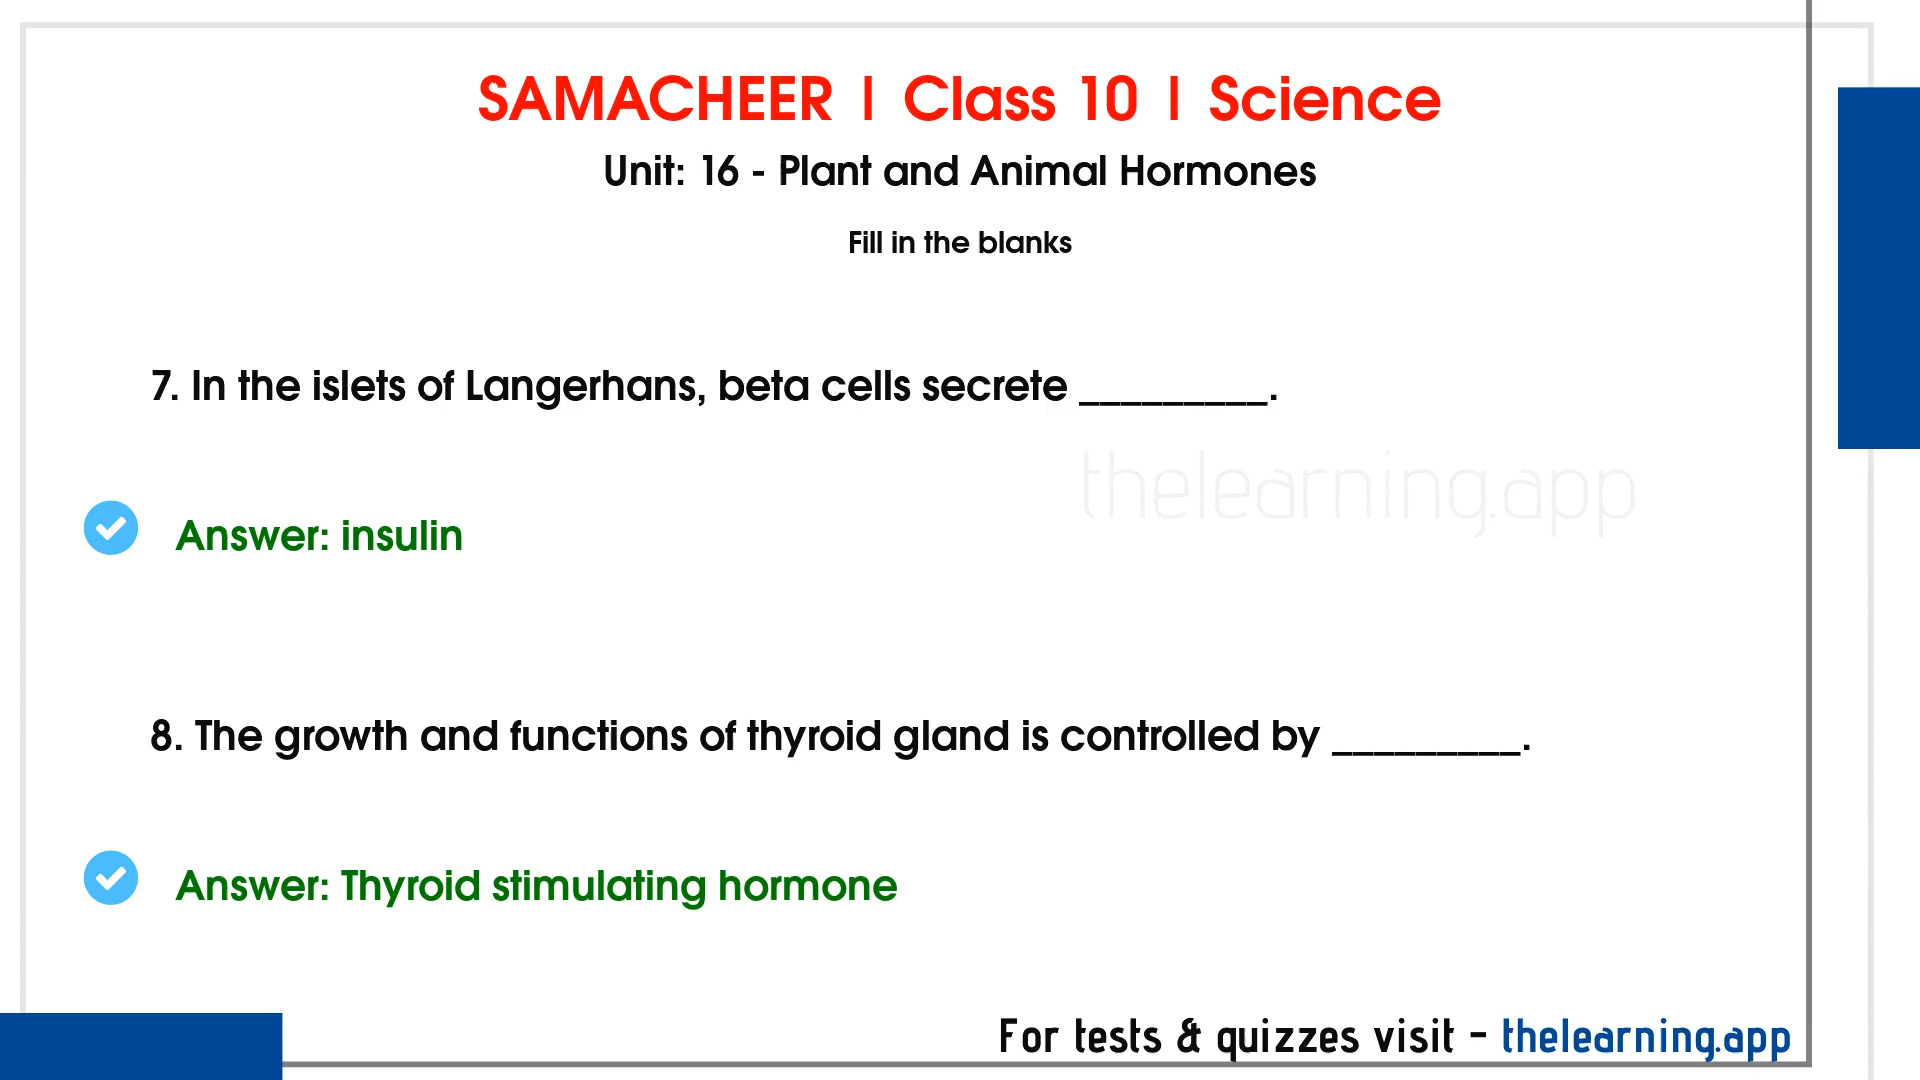 SAMACHEER | Class 10 | Science
Unit: 16 - Plant and Animal Hormones
Fill in the blanks
7. In the islets of Langerhans, beta cells secrete _________.
thelearning.app
Answer: insulin
8. The growth and functions of thyroid gland is controlled by _________.
Answer: Thyroid stimulating hormone
For tests & quizzes visit - thelearning.app